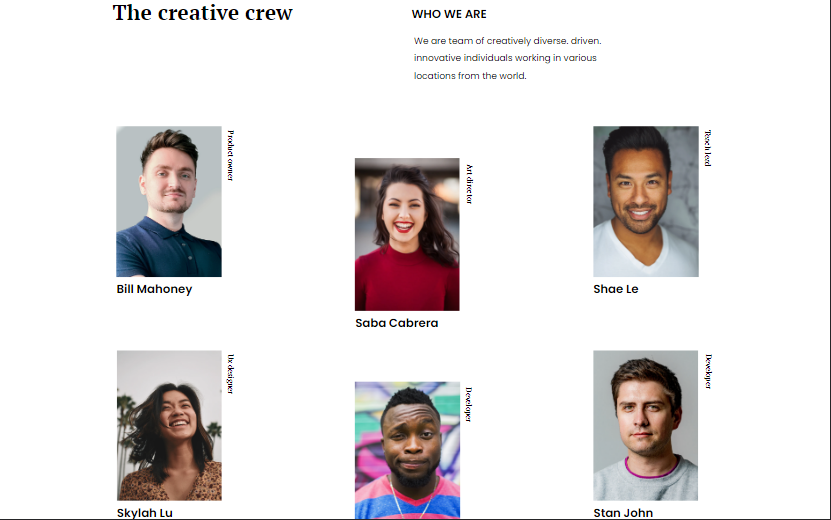 The creative crew
WHO WE ARE
We are team of creatively diverse. driven.
innovative individuals working in various
locations from the world.
Product owner
Bill Mahoney
Art director
Saba Cabrera
Teach lead
Shae Le
Ux designer
Skylah Lu
Developer
Developer
Stan John